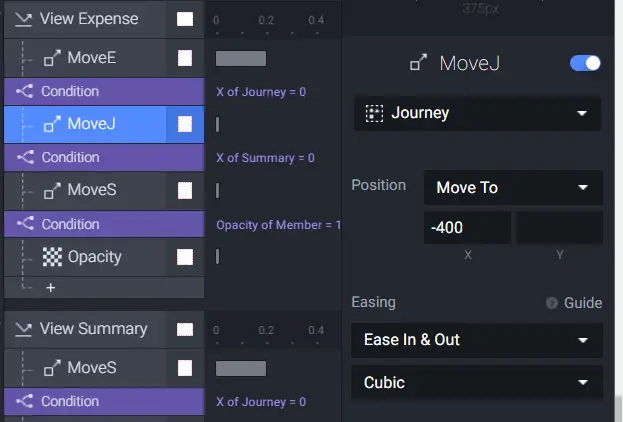 View Expense
0 0.2 0.4
MoveE
Condition
X of Journey = 0
MoveJ
Condition
X of Summary = 0
MoveS
Condition
Opacity of Member = 1
Opacity
+
View Summary
0 0.2 0.4
MoveS
Condition
X of Journey = 0
375px
MoveJ
Journey
Position
Move To
-400
X
Y
Easing
? Guide
Ease In & Out
Cubic